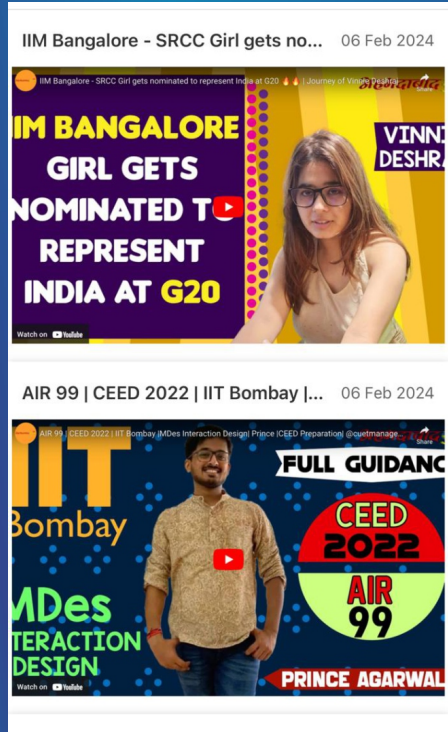 IIM Bangalore - SRCC Girl gets no... 06 Feb 2024
IIM Bangalore - SRCC Girl gets nominated to represent India at G20 🔥🔥 | Journey of Vinnie Deshraj
Share
IIM BANGALORE
GIRL GETS
NOMINATED TO
REPRESENT
INDIA AT G20
VINNI
DESHRA
Watch on YouTube
AIR 99 | CEED 2022 | IIT Bombay |... 06 Feb 2024
AIR 99 | CEED 2022 | IIT Bombay |MDes Interaction Design| Prince |CEED Preparation| @cuetmanage...
Share
IIT
Bombay
MDes
TERACTION
DESIGN
FULL GUIDANC
CEED
2022
AIR
99
PRINCE AGARWAL
Watch on YouTube